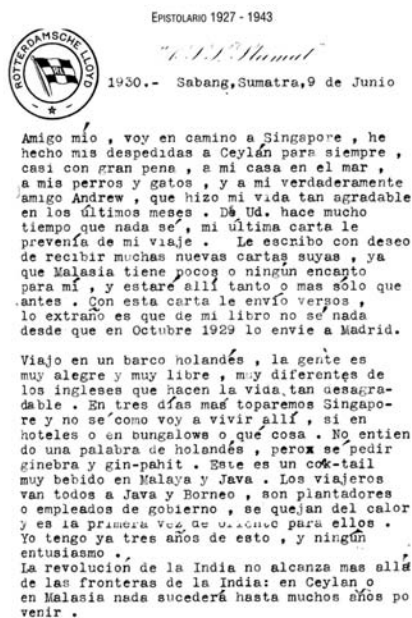 EPISTOLARIO 1927 - 1943
ROTTERDAMSCHE LLOYD
RL
"S.S. Slamat"
1930.- Sabang,Sumatra,9 de Junio
Amigo mío , voy en camino a Singapore , he
hecho mis despedidas a Ceylán para siempre ,
casi con gran pena , a mi casa en el mar ,
a mis perros y gatos , y a mi verdaderamente
amigo Andrew , que hizo mi vida tan agradable
en los últimos meses . De Ud. hace mucho
tiempo que nada sé , mi última carta le
prevenía de mi viaje . Le escribo con deseo
de recibir muchas nuevas cartas suyas , ya
que Malasia tiene pocos o ningún encanto
para mí , y estaré allí tanto o mas sólo que
antes . Con esta carta le envío versos ,
lo extraño es que de mi libro no sé nada
desde que en Octubre 1929 lo envie a Madrid.
Viajo en un barco holandés , la gente es
muy alegre y muy libre , muy diferentes de
los ingleses que hacen la vida tan desagra-
dable . En tres días mas toparemos Singapo-
re y no sé como voy a vivir allí , si en
hoteles o en bungalows o qué cosa . No entien
do una palabra de holandés , perox sé pedir
ginebra y gin-pahit . Este es un cok-tail
muy bebido en Malaya y Java . Los viajeros
van todos a Java y Borneo , son plantadores
o empleados de gobierno , se quejan del calor
y es la primera vez de oriente para ellos .
Yo tengo ya tres años de esto , y ningún
entusiasmo .
La revolucion de la India no alcanza mas allá
de las fronteras de la India: en Ceylan o
en Malasia nada sucederá hasta muchos años po
venir .